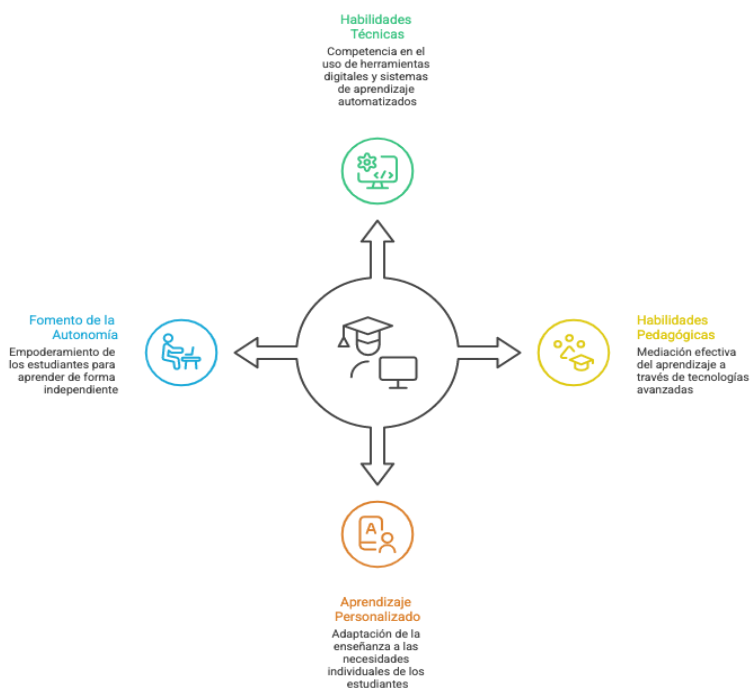 Habilidades
Técnicas
Competencia en el
uso de herramientas
digitales y sistemas
de aprendizaje
automatizados
</>
Fomento de la
Autonomía
Empoderamiento de
los estudiantes para
aprender de forma
independiente
Habilidades
Pedagógicas
Mediación efectiva
del aprendizaje a
través de tecnologías
avanzadas
A
Aprendizaje
Personalizado
Adaptación de la
enseñanza a las
necesidades
individuales de los
estudiantes